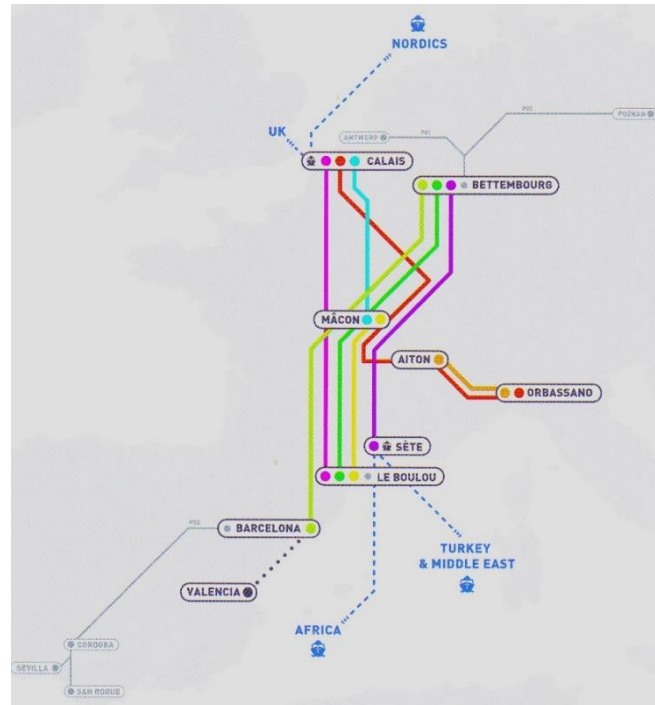 NORDICS
UK
ANTWERP
POZNAN
CALAIS
BETTEMBOURG
MÂCON
AITON
ORBASSANO
SÈTE
LE BOULOU
BARCELONA
TURKEY
& MIDDLE EAST
VALENCIA
AFRICA
CORDOBA
SEVILLA
SAN ROQUE